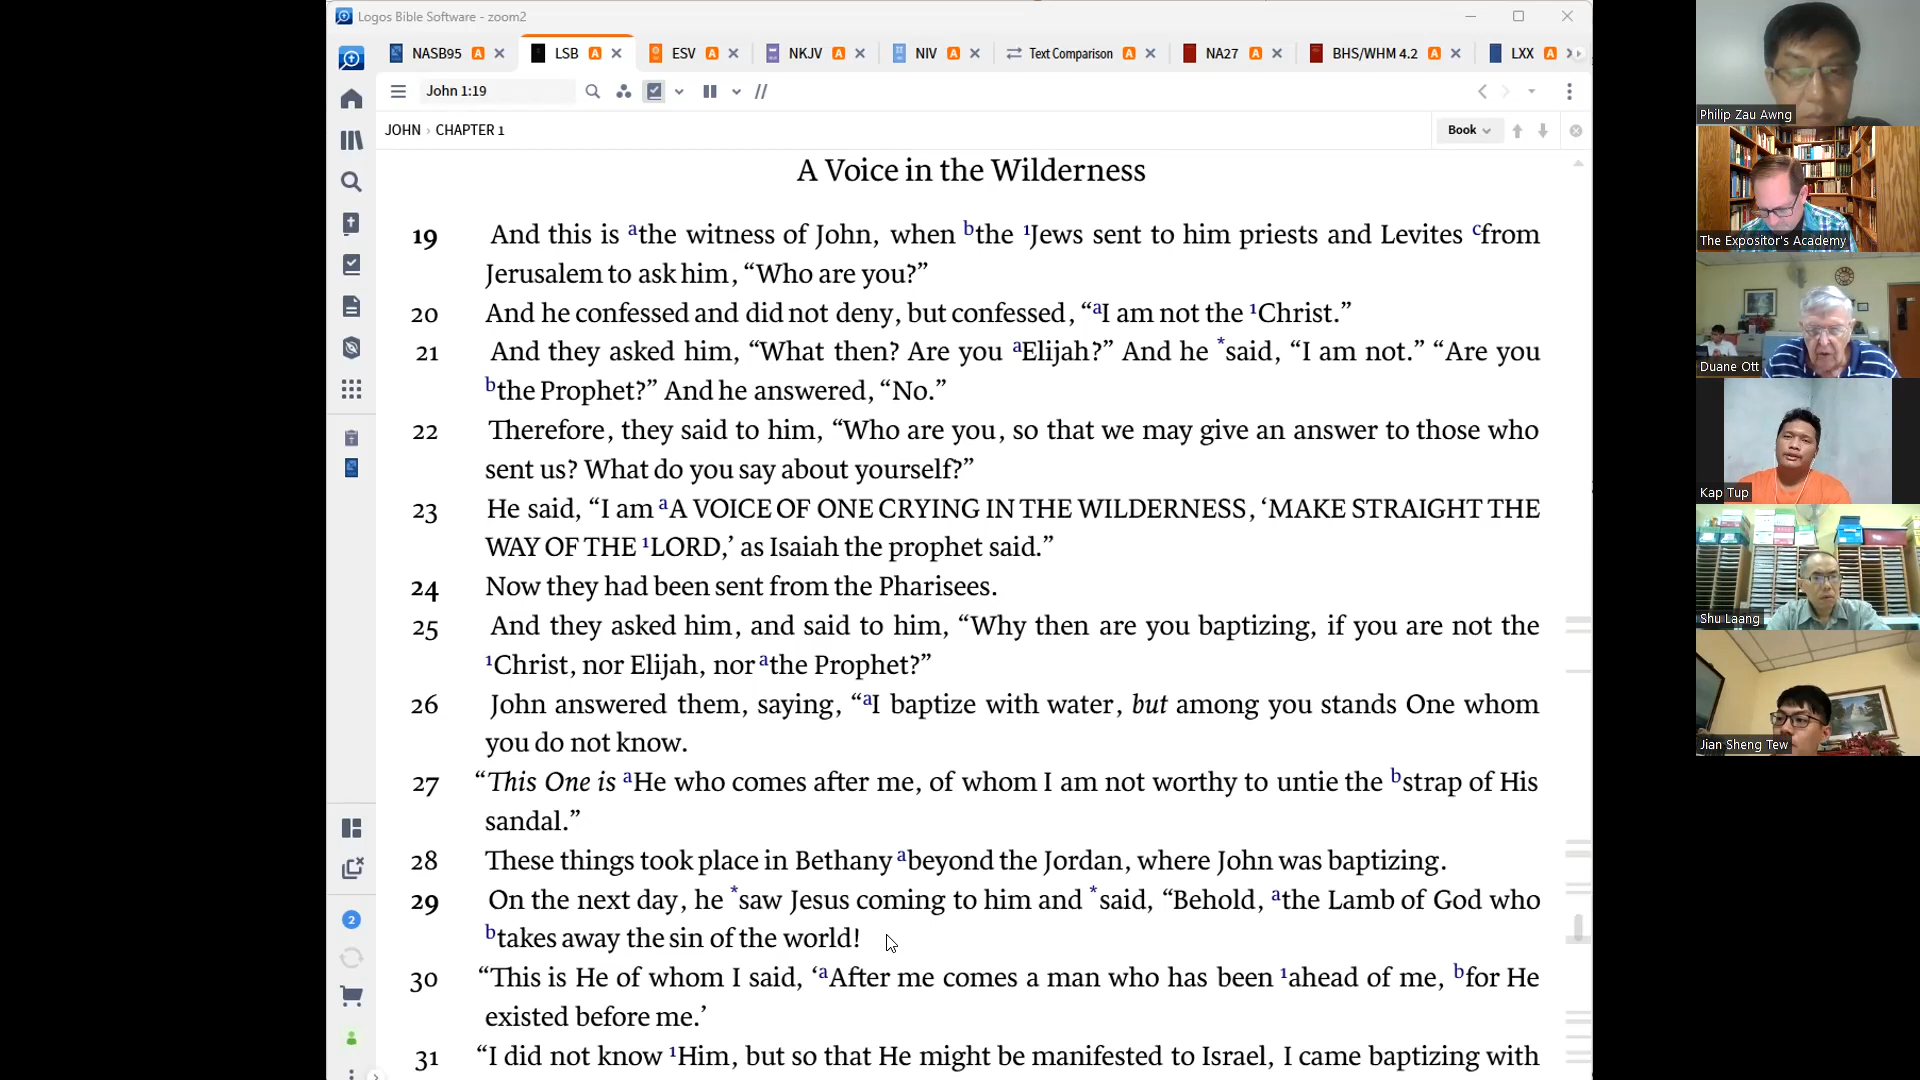 Logos Bible Software - zoom2
NASB95 A LSB A ESV A NKJV A NIV A Text Comparison A NA27 A BHS/WHM 4.2 A LXX A
John 1:19
JOHN › CHAPTER 1
Book
A Voice in the Wilderness
19 And this is ᵃthe witness of John, when ᵇthe ¹Jews sent to him priests and Levites ᶜfrom
Jerusalem to ask him, “Who are you?”
20 And he confessed and did not deny, but confessed, “ᵃI am not the ¹Christ.”
21 And they asked him, “What then? Are you ᵃElijah?” And he *said, “I am not.” “Are you
ᵇthe Prophet?” And he answered, “No.”
22 Therefore, they said to him, “Who are you, so that we may give an answer to those who
sent us? What do you say about yourself?”
23 He said, “I am ᵃA VOICE OF ONE CRYING IN THE WILDERNESS, ‘MAKE STRAIGHT THE
WAY OF THE ¹LORD,’ as Isaiah the prophet said.”
24 Now they had been sent from the Pharisees.
25 And they asked him, and said to him, “Why then are you baptizing, if you are not the
¹Christ, nor Elijah, nor ᵃthe Prophet?”
26 John answered them, saying, “ᵃI baptize with water, but among you stands One whom
you do not know.
27 “This One is ᵃHe who comes after me, of whom I am not worthy to untie the ᵇstrap of His
sandal.”
28 These things took place in Bethany ᵃbeyond the Jordan, where John was baptizing.
29 On the next day, he *saw Jesus coming to him and *said, “Behold, ᵃthe Lamb of God who
ᵇtakes away the sin of the world!
30 “This is He of whom I said, ‘ᵃAfter me comes a man who has been ¹ahead of me, ᵇfor He
existed before me.’
31 “I did not know ¹Him, but so that He might be manifested to Israel, I came baptizing with
2
Philip Zau Awng
The Expositor's Academy
Duane Ott
Kap Tup
Shu Laang
Jian Sheng Tew